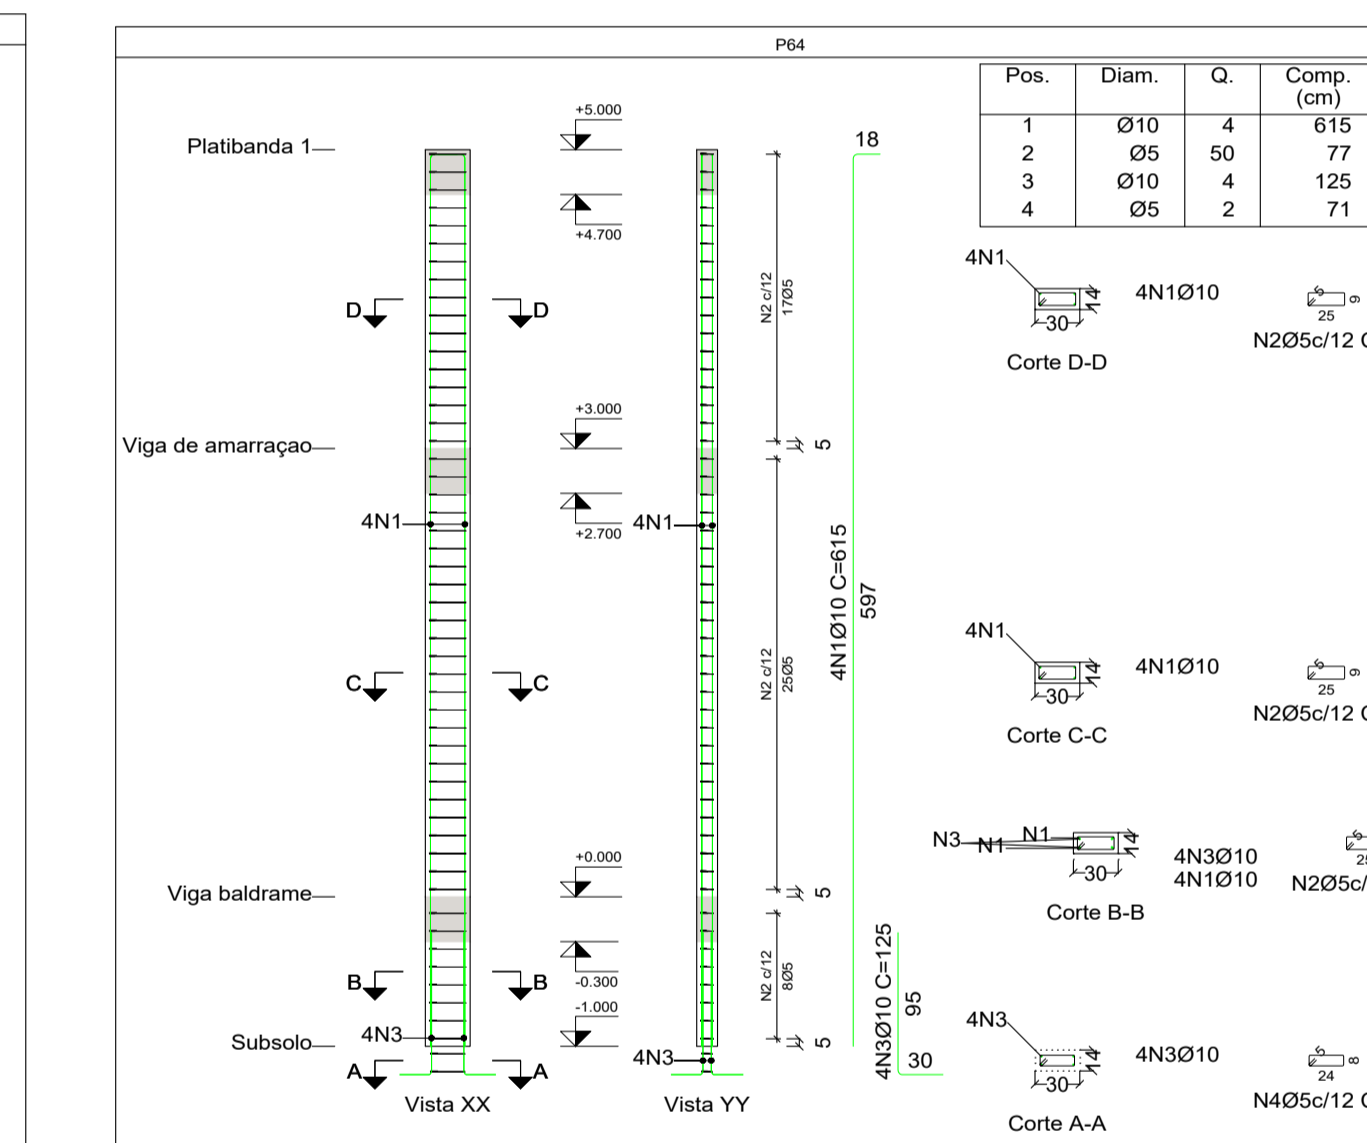 P64
Pos. Diam. Q. Comp. (cm)
1 Ø10 4 615
2 Ø5 50 77
3 Ø10 4 125
4 Ø5 2 71
Platibanda 1
+5.000
18
+4.700
4N1
4N1Ø10
14
30
5
9
25
N2Ø5c/12
Corte D-D
D D
N2 c/12
17Ø5
+3.000
Viga de amarraçao
5
4N1
+2.700
4N1
4N1Ø10 C=615
597
4N1
4N1Ø10
14
30
5
9
25
N2Ø5c/12
Corte C-C
C C
N2 c/12
25Ø5
+0.000
Viga baldrame
5
N3 N1 N1
14
30
4N3Ø10
4N1Ø10
5
N2Ø5c/
Corte B-B
B B
-0.300
N2 c/12
8Ø5
-1.000
4N3Ø10 C=125
95
30
Subsolo
4N3
5
4N3
A A
4N3
4N3Ø10
14
30
5
8
24
N4Ø5c/12
Corte A-A
Vista XX
Vista YY